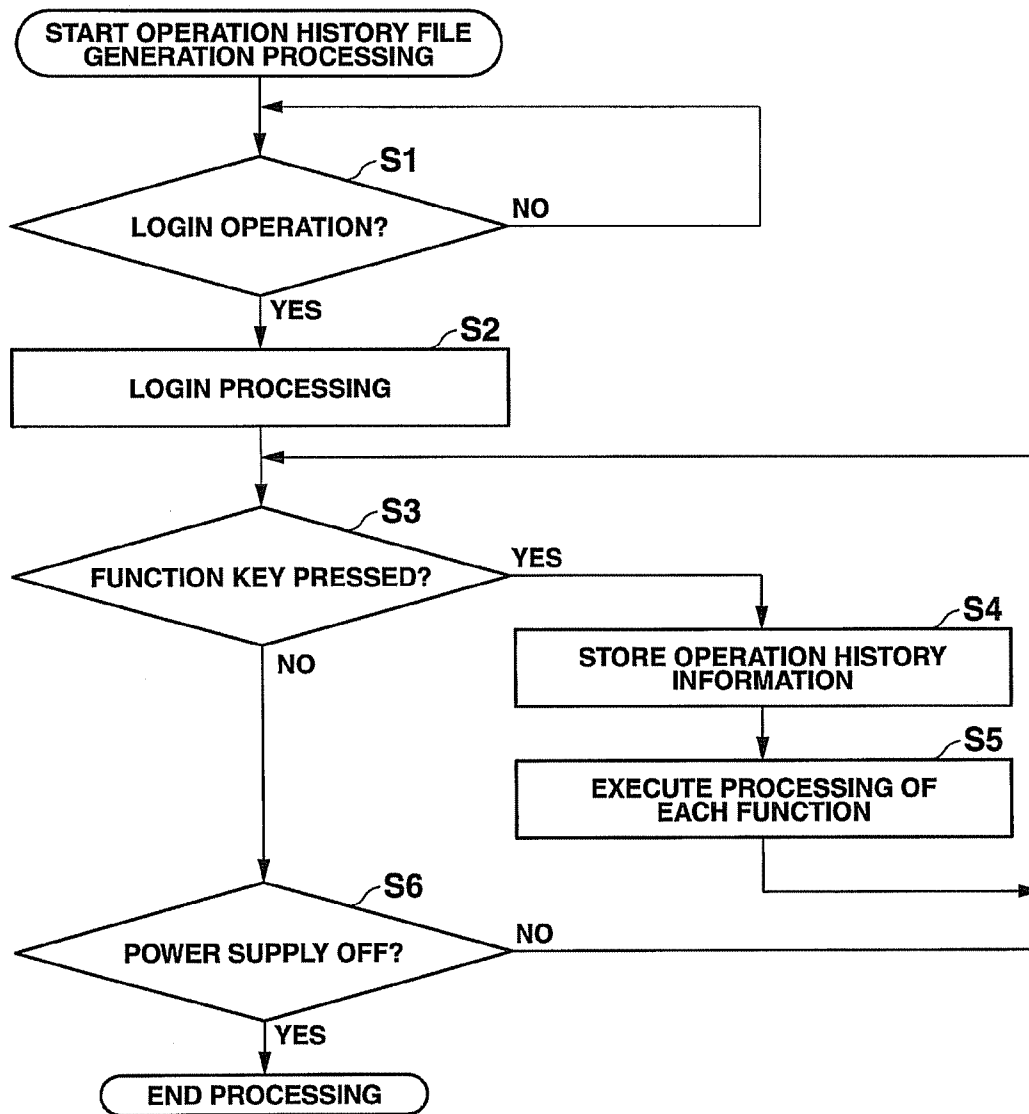 START OPERATION HISTORY FILE
GENERATION PROCESSING
S1
LOGIN OPERATION?
NO
YES
S2
LOGIN PROCESSING
S3
FUNCTION KEY PRESSED?
YES
NO
S4
STORE OPERATION HISTORY
INFORMATION
S5
EXECUTE PROCESSING OF
EACH FUNCTION
S6
POWER SUPPLY OFF?
NO
YES
END PROCESSING